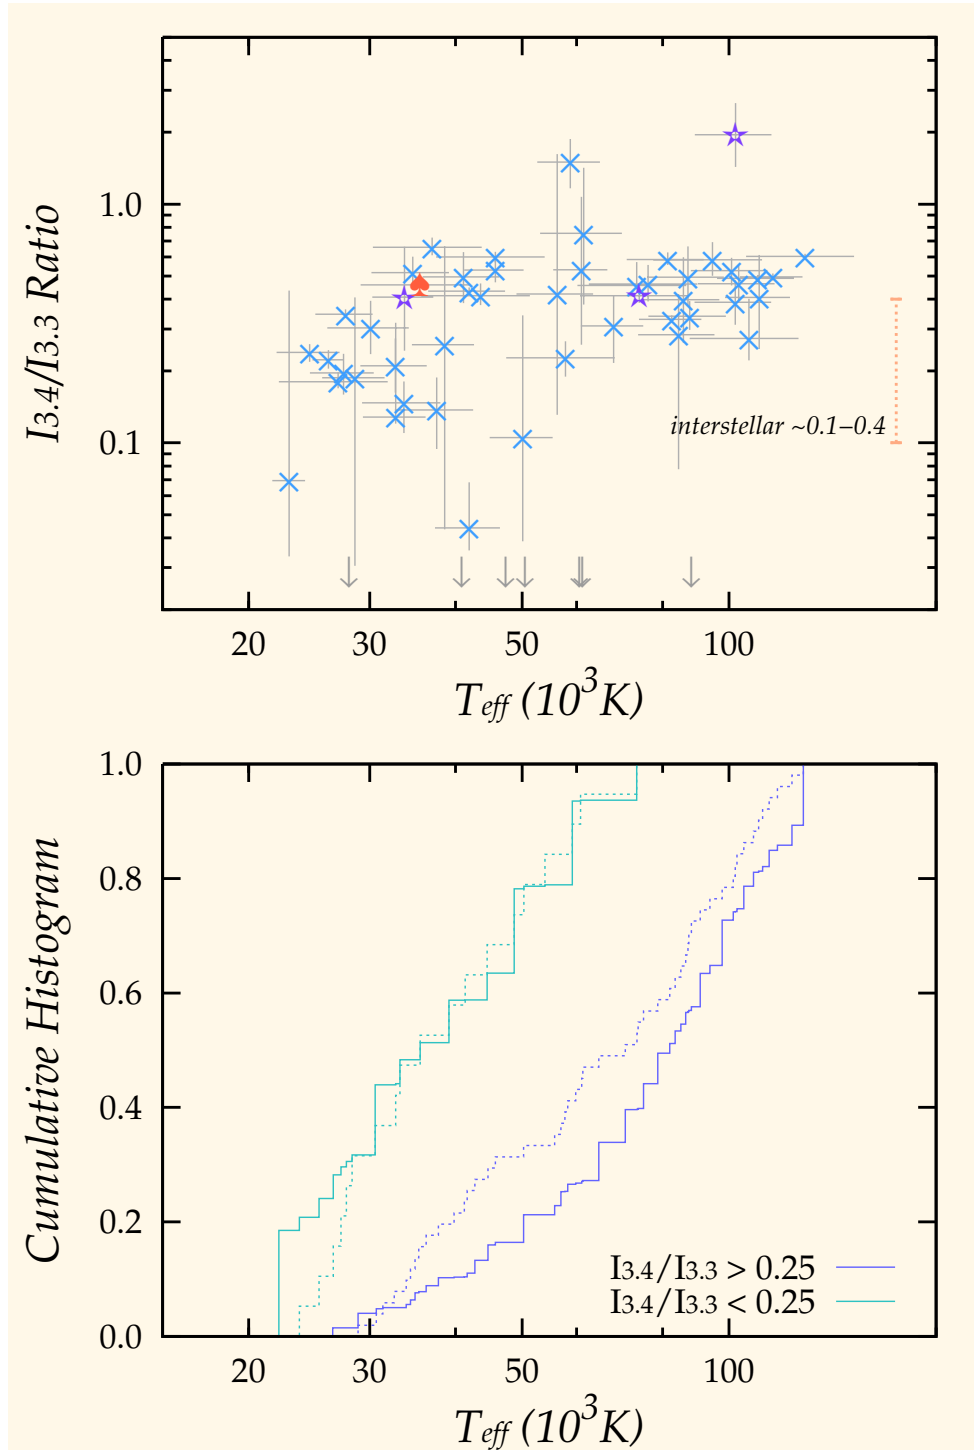 I3.4/I3.3 Ratio
1.0
0.1
interstellar ~0.1–0.4
20 30 50 100
Teff (10³K)
Cumulative Histogram
1.0
0.8
0.6
0.4
0.2
0.0
I3.4/I3.3 > 0.25
I3.4/I3.3 < 0.25
20 30 50 100
Teff (10³K)